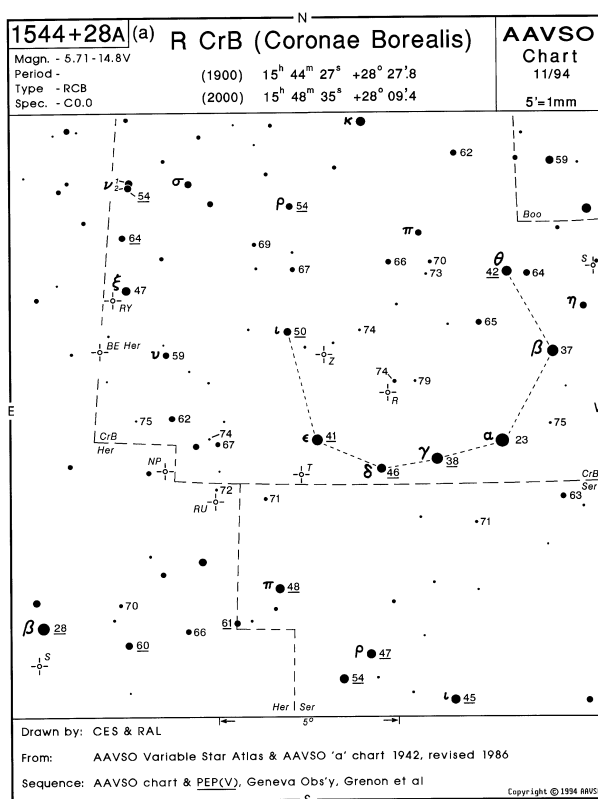 N
1544+28A (a) R CrB (Coronae Borealis)
Magn. - 5.71-14.8V
Period -
Type - RCB
Spec. - C0.0
(1900) 15h 44m 27s +28° 27'.8
(2000) 15h 48m 35s +28° 09'.4
AAVSO
Chart
11/94
5'=1mm
κ
62
59
ν 1
2
54
σ
ρ 54
Boo
64
π
69
66 70
73
67
θ
42 64
S
ξ
47
RY
η
ι 50
74
65
BE Her
υ 59
Z
β 37
74 79
R
E
75
62
74
67
CrB
Her
ε 41
α 23
75
γ
38
δ
46
NP
T
CrB
Ser
72
RU
71
63
71
π 48
70
β 28
61
66
60
S
ρ 47
54
ι 45
Her Ser
5°
Drawn by: CES & RAL
From: AAVSO Variable Star Atlas & AAVSO 'a' chart 1942, revised 1986
Sequence: AAVSO chart & PEP(V), Geneva Obs'y, Grenon et al
Copyright © 1994 AAVS
S